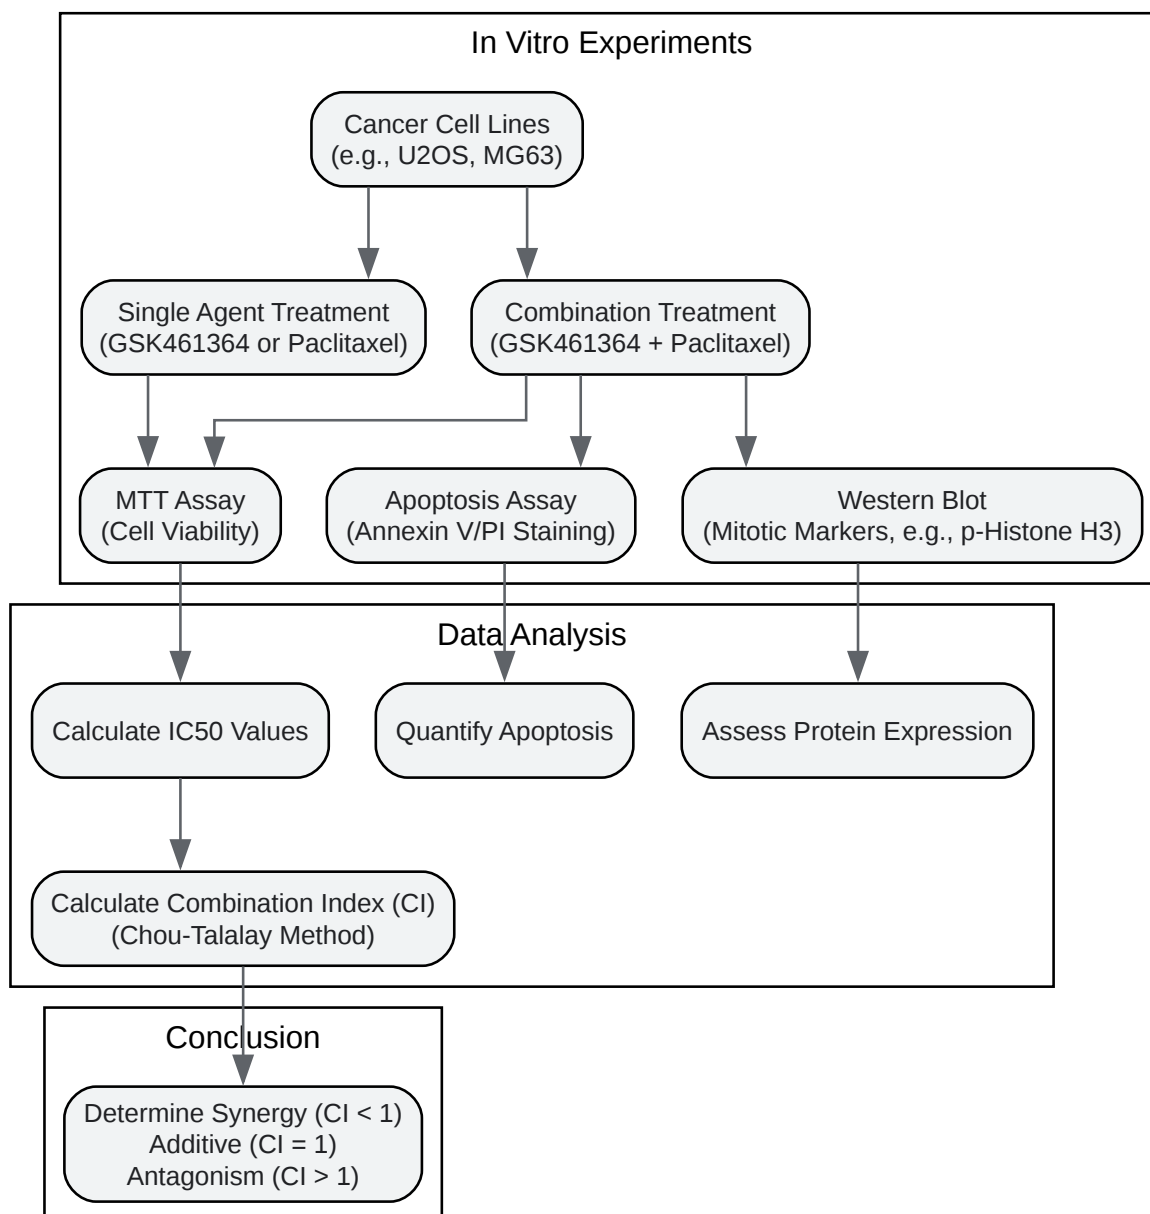 In Vitro Experiments
Cancer Cell Lines
(e.g., U2OS, MG63)
Single Agent Treatment
(GSK461364 or Paclitaxel)
Combination Treatment
(GSK461364 + Paclitaxel)
MTT Assay
(Cell Viability)
Apoptosis Assay
(Annexin V/PI Staining)
Western Blot
(Mitotic Markers, e.g., p-Histone H3)
Data Analysis
Calculate IC50 Values
Quantify Apoptosis
Assess Protein Expression
Calculate Combination Index (CI)
(Chou-Talalay Method)
Conclusion
Determine Synergy (CI < 1)
Additive (CI = 1)
Antagonism (CI > 1)